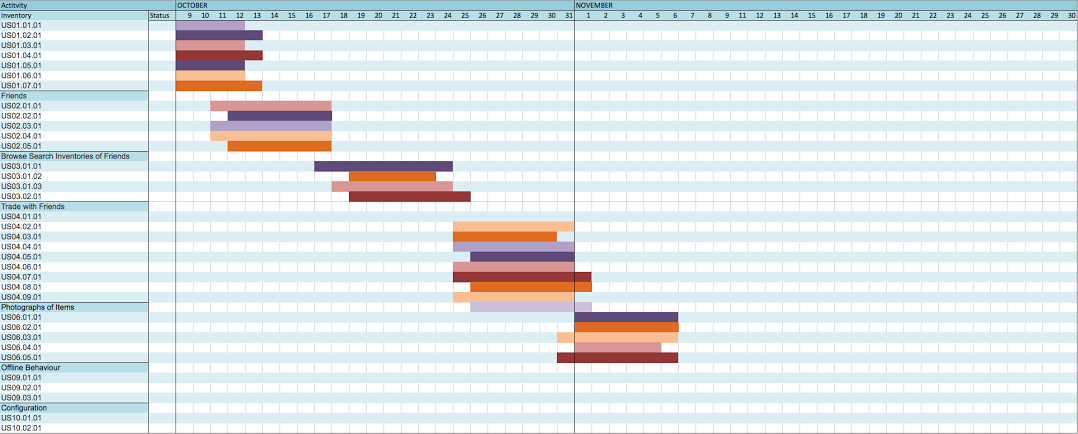 Actitvity OCTOBER NOVEMBER
Inventory Status 9 10 11 12 13 14 15 16 17 18 19 20 21 22 23 24 25 26 27 28 29 30 31 1 2 3 4 5 6 7 8 9 10 11 12 13 14 15 16 17 18 19 20 21 22 23 24 25 26 27 28 29 30
US01.01.01
US01.02.01
US01.03.01
US01.04.01
US01.05.01
US01.06.01
US01.07.01
Friends
US02.01.01
US02.02.01
US02.03.01
US02.04.01
US02.05.01
Browse Search Inventories of Friends
US03.01.01
US03.01.02
US03.01.03
US03.02.01
Trade with Friends
US04.01.01
US04.02.01
US04.03.01
US04.04.01
US04.05.01
US04.06.01
US04.07.01
US04.08.01
US04.09.01
Photographs of Items
US06.01.01
US06.02.01
US06.03.01
US06.04.01
US06.05.01
Offline Behaviour
US09.01.01
US09.02.01
US09.03.01
Configuration
US10.01.01
US10.02.01